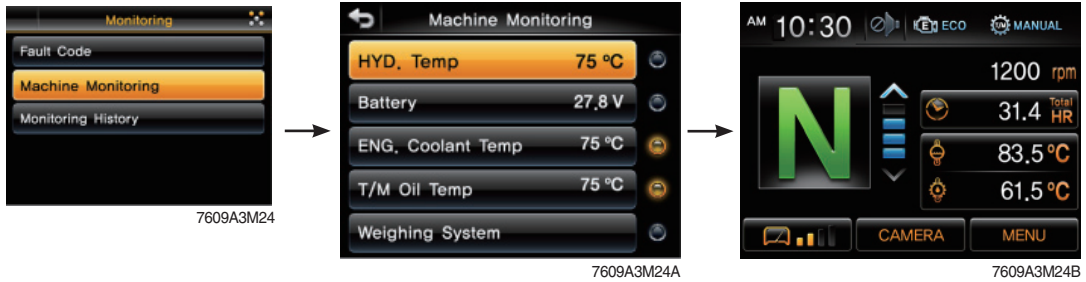 Monitoring
Fault Code
Machine Monitoring
Monitoring History
7609A3M24
Machine Monitoring
HYD. Temp 75 ℃
Battery 27.8 V
ENG. Coolant Temp 75 ℃
T/M Oil Temp 75 ℃
Weighing System
7609A3M24A
AM 10:30 E ECO T/M MANUAL
1200 rpm
N
31.4 Total HR
83.5 ℃
61.5 ℃
CAMERA MENU
7609A3M24B